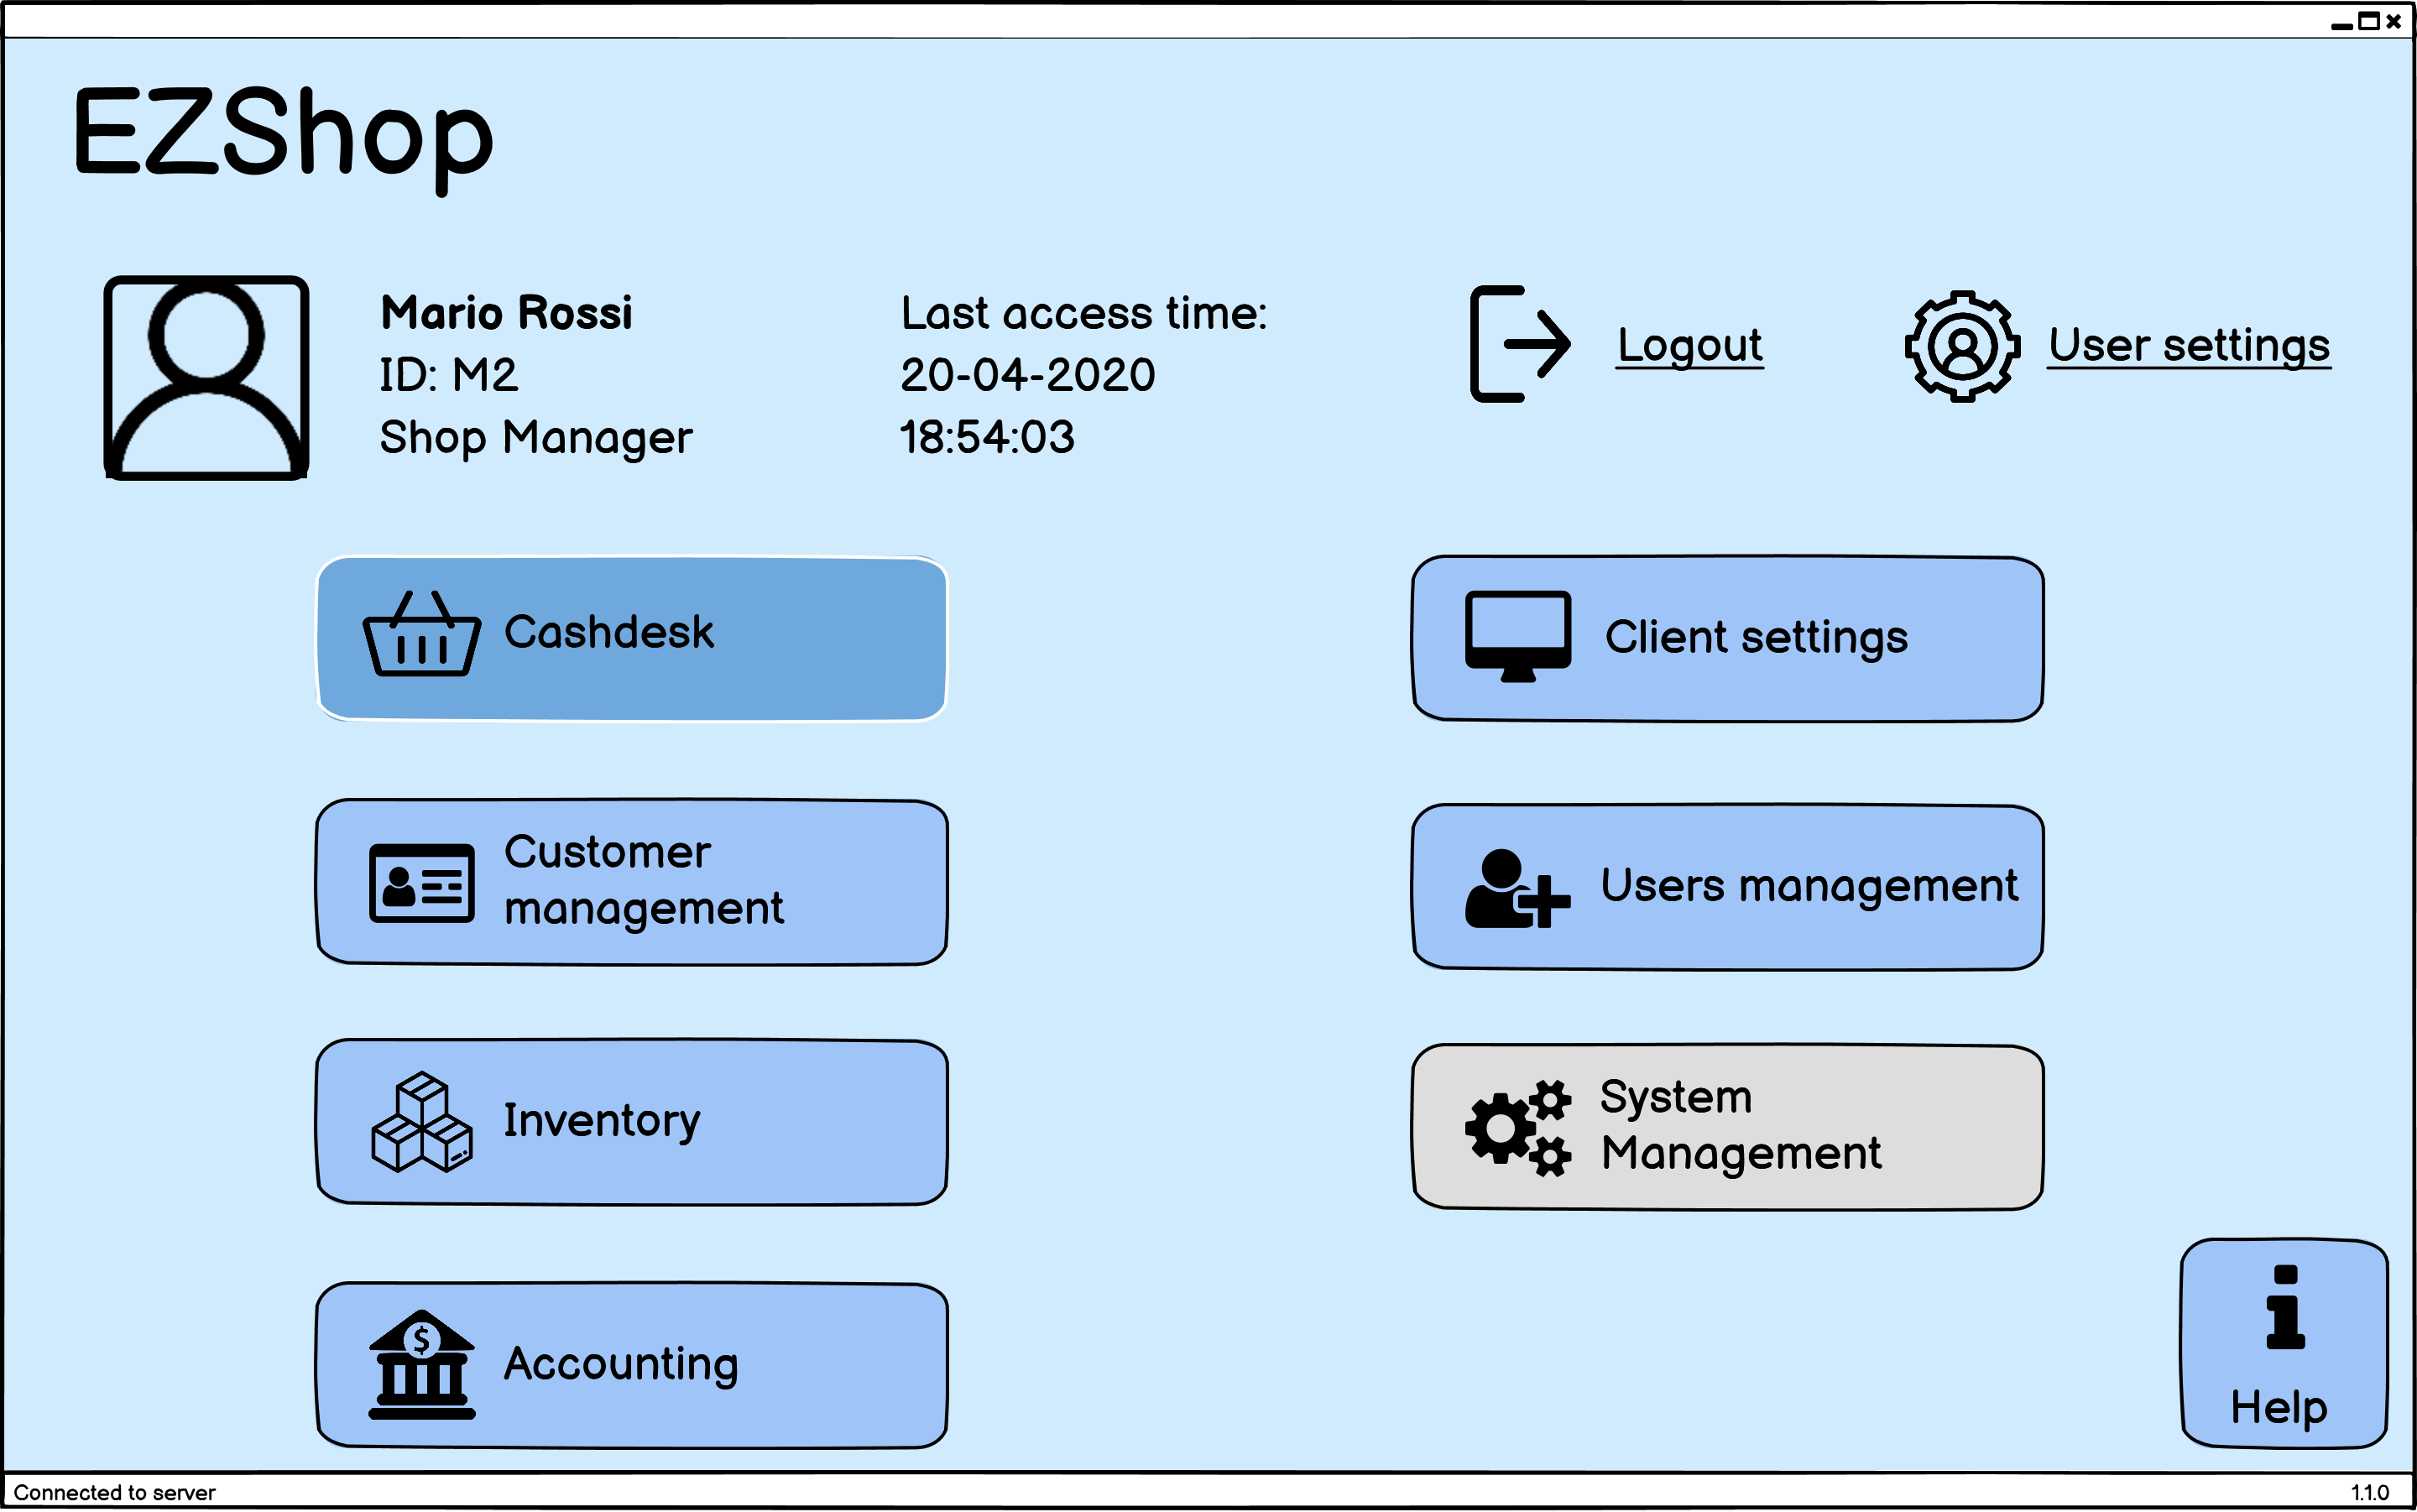 EZShop
Mario Rossi
ID: M2
Shop Manager
Last access time:
20-04-2020
18:54:03
Logout
User settings
Cashdesk
Client settings
Customer
management
Users management
Inventory
System
Management
Accounting
$
Help
Connected to server
1.1.0